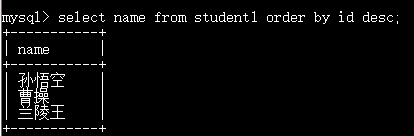 mysql> select name from student1 order by id desc;
+-----------+
| name      |
+-----------+
| 孙悟空    |
| 曹操      |
| 兰陵王    |
+-----------+